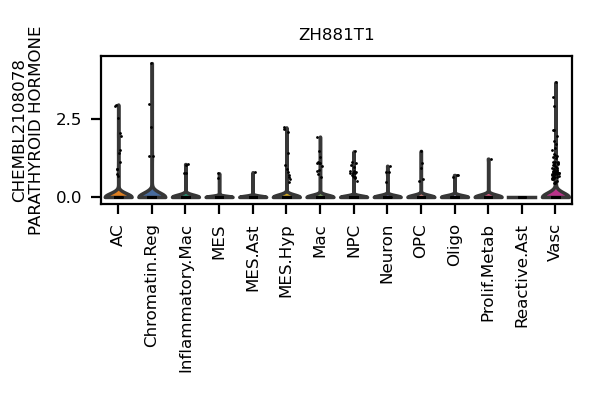 ZH881T1
CHEMBL2108078
PARATHYROID HORMONE
2.5
0.0
AC
Chromatin.Reg
Inflammatory.Mac
MES
MES.Ast
MES.Hyp
Mac
NPC
Neuron
OPC
Oligo
Prolif.Metab
Reactive.Ast
Vasc